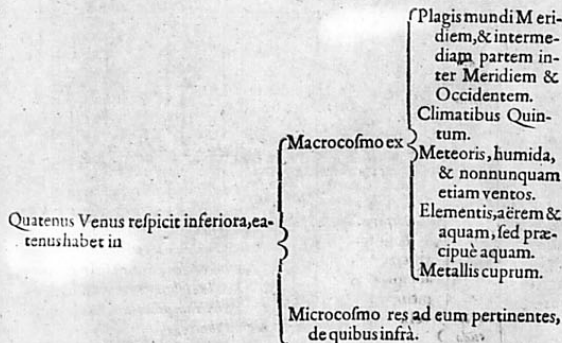 Quatenus Venus reſpicit inferiora, ea-
tenus habet in
Macrocoſmo ex
Plagis mundi Meri-
diem, & interme-
diam partem in-
ter Meridiem &
Occidentem.
Climatibus Quin-
tum.
Meteoris, humida,
& nonnunquam
etiam ventos.
Elementis, aërem &
aquam, ſed præ-
cipuè aquam.
Metallis cuprum.
Microcoſmo res ad eum pertinentes,
de quibus infrà.